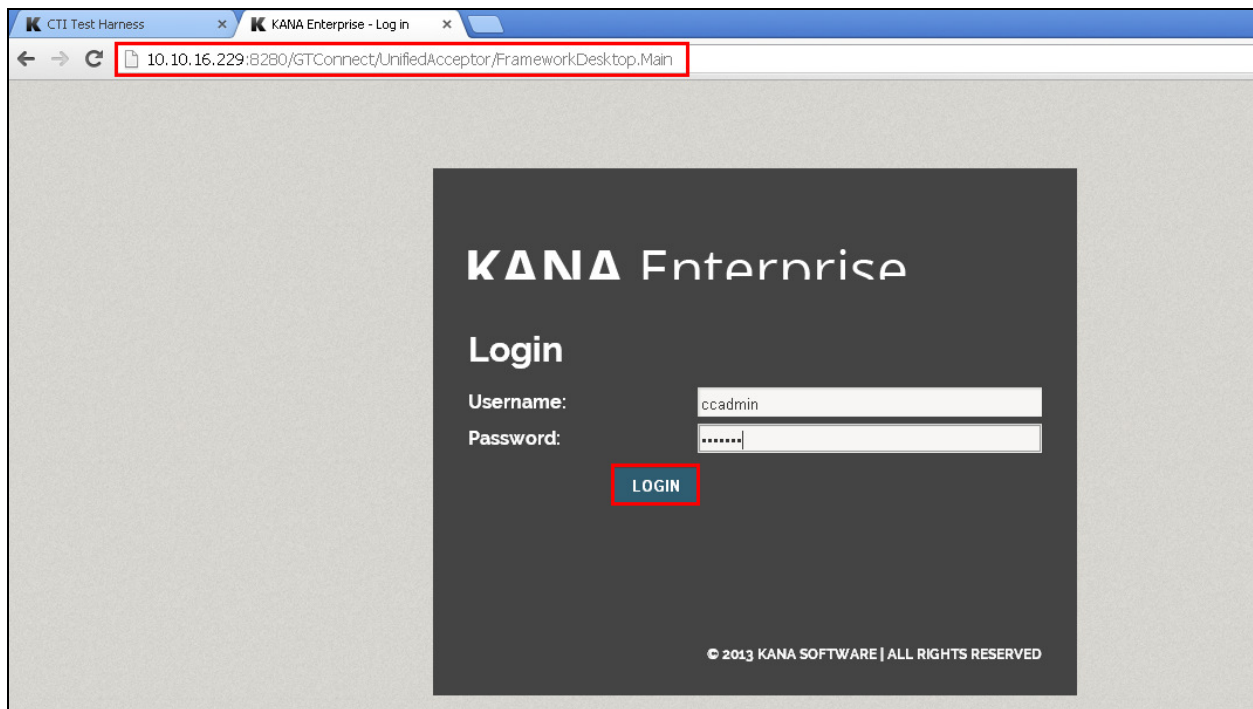 K CTI Test Harness
K KANA Enterprise - Log in
10.10.16.229:8280/GTConnect/UnifiedAcceptor/FrameworkDesktop.Main
KANA Enterprise
Login
Username:
ccadmin
Password:
•••••••
LOGIN
© 2013 KANA SOFTWARE | ALL RIGHTS RESERVED